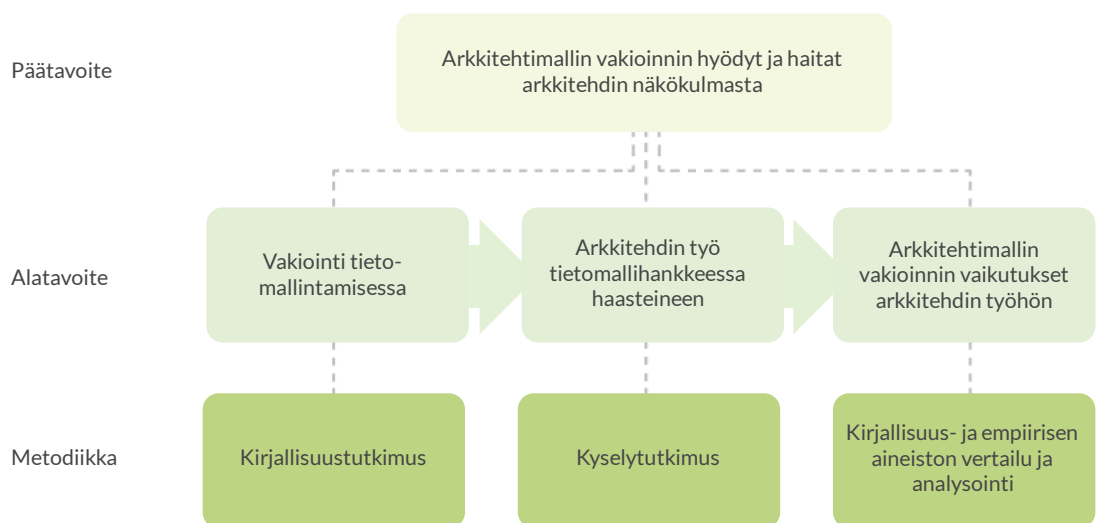 Päätavoite
Arkkitehtimallin vakioinnin hyödyt ja haitat
arkkitehdin näkökulmasta
Alatavoite
Vakiointi tieto-
mallintamisessa
Arkkitehdin työ
tietomallihankkeessa
haasteineen
Arkkitehtimallin
vakioinnin vaikutukset
arkkitehdin työhön
Metodiikka
Kirjallisuustutkimus
Kyselytutkimus
Kirjallisuus- ja empiirisen
aineiston vertailu ja
analysointi